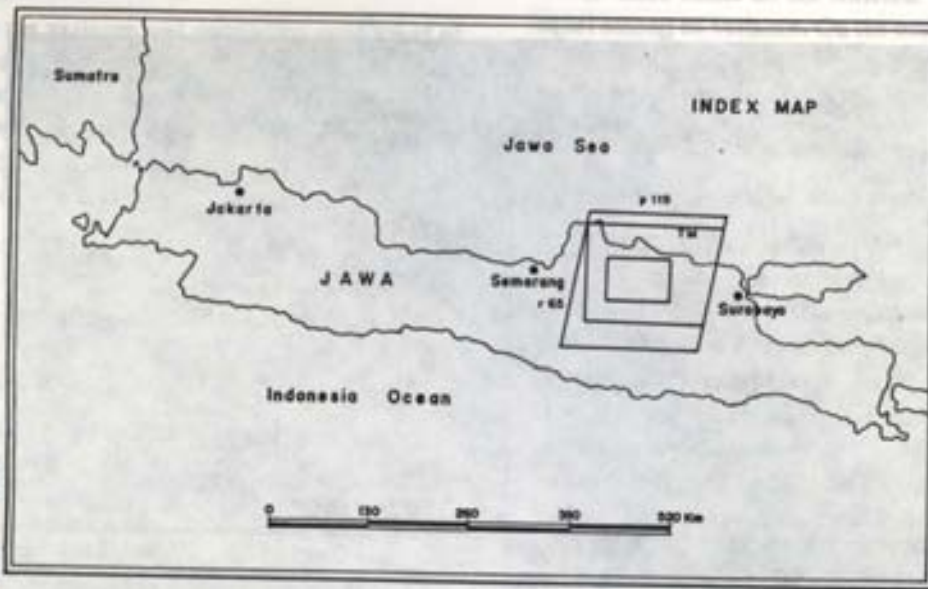 Sumatra
INDEX MAP
Jawa Sea
p 119
TM
Jakarta
JAWA
Semarang
r 65
Surabaya
Indonesia Ocean
0 130 260 390 520 Km